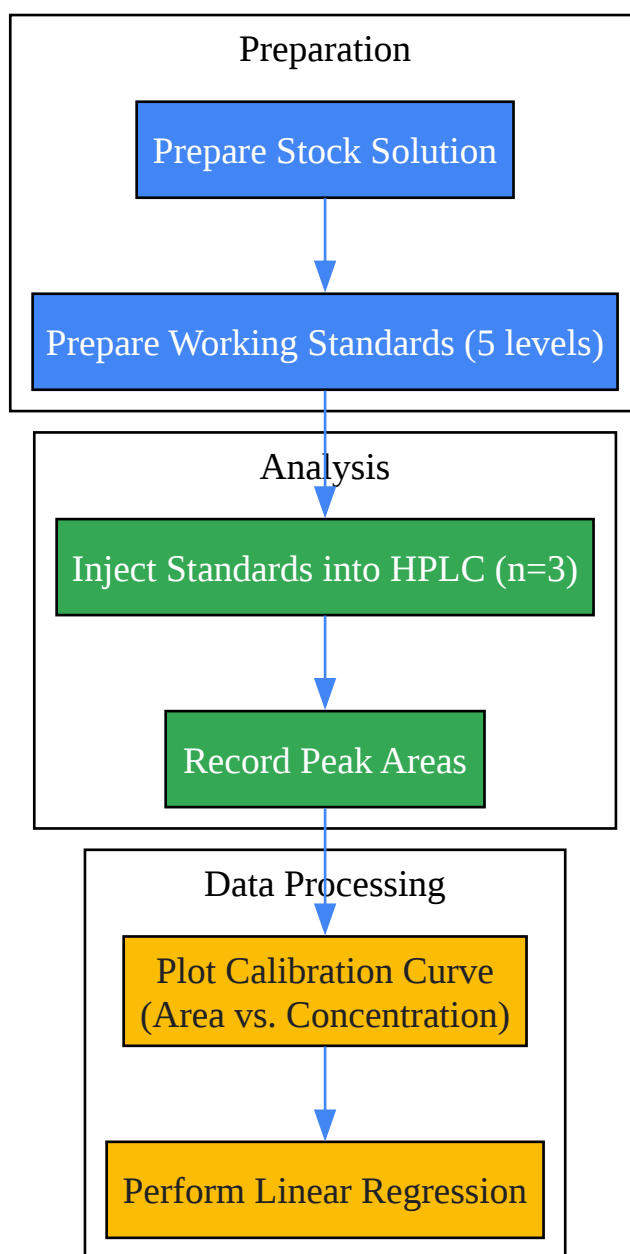 Preparation
Prepare Stock Solution
Prepare Working Standards (5 levels)
Analysis
Inject Standards into HPLC (n=3)
Record Peak Areas
Data Processing
Plot Calibration Curve
(Area vs. Concentration)
Perform Linear Regression